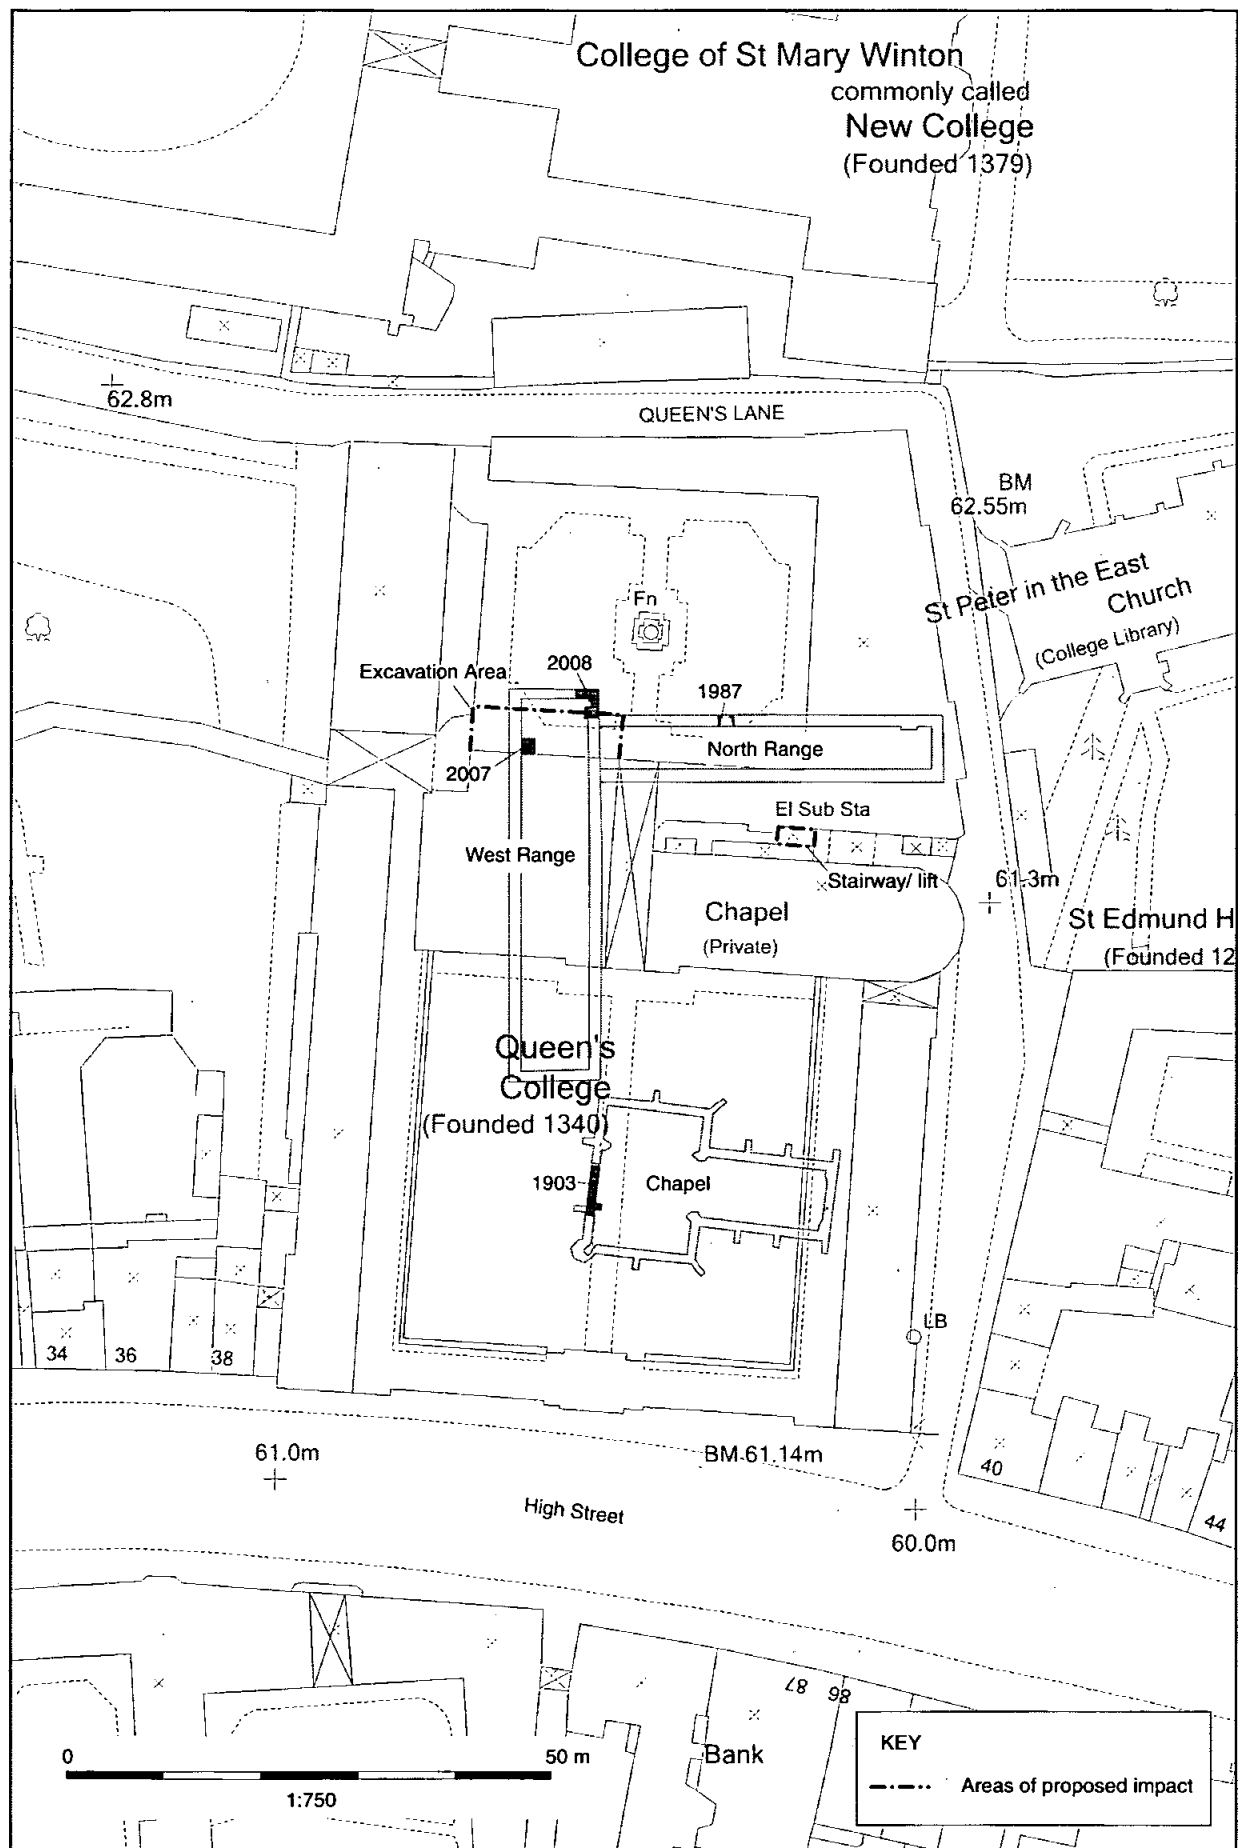 College of St Mary Winton
commonly called
New College
(Founded 1379)
62.8m
QUEEN'S LANE
BM
62.55m
St Peter in the East
Church
(College Library)
Fn
Excavation Area
2008
1987
North Range
2007
El Sub Sta
West Range
Stairway/ lift
61.3m
Chapel
(Private)
St Edmund H
(Founded 12
Queen's
College
(Founded 1340)
1903
Chapel
LB
34
36
38
61.0m
BM 61.14m
40
44
High Street
60.0m
87
86
Bank
0
50 m
1:750
KEY
Areas of proposed impact